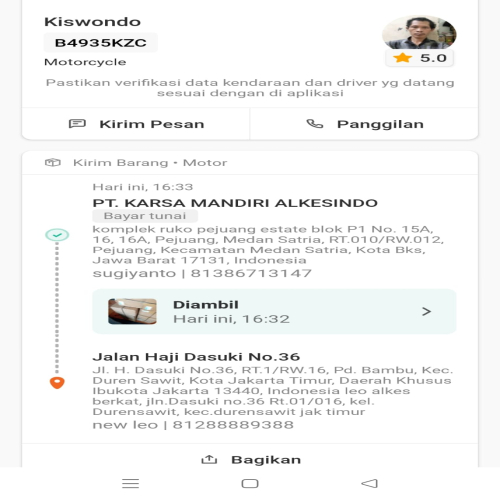 Kiswondo
B4935KZC
Motorcycle
5.0
Pastikan verifikasi data kendaraan dan driver yg datang
sesuai dengan di aplikasi
Kirim Pesan
Panggilan
Kirim Barang • Motor
Hari ini, 16:33
PT. KARSA MANDIRI ALKESINDO
Bayar tunai
komplek ruko pejuang estate blok P1 No. 15A,
16, 16A, Pejuang, Medan Satria, RT.010/RW.012,
Pejuang, Kecamatan Medan Satria, Kota Bks,
Jawa Barat 17131, Indonesia
sugiyanto | 81386713147
Diambil
Hari ini, 16:32
Jalan Haji Dasuki No.36
Jl. H. Dasuki No.36, RT.1/RW.16, Pd. Bambu, Kec.
Duren Sawit, Kota Jakarta Timur, Daerah Khusus
Ibukota Jakarta 13440, Indonesia leo alkes
berkat, jln.Dasuki no.36 Rt.01/016, kel.
Durensawit, kec.durensawit jak timur
new leo | 81288889388
Bagikan